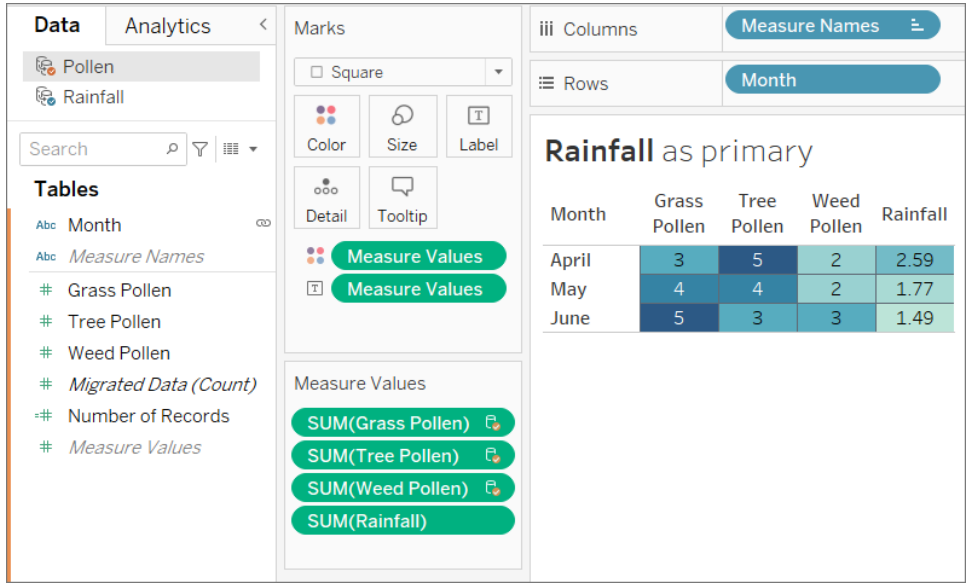 Data Analytics <
Pollen
Rainfall
Search
Tables
Abc Month
Abc Measure Names
# Grass Pollen
# Tree Pollen
# Weed Pollen
# Migrated Data (Count)
=# Number of Records
# Measure Values
Marks
Square
Color Size Label
Detail Tooltip
Measure Values
T Measure Values
Measure Values
SUM(Grass Pollen)
SUM(Tree Pollen)
SUM(Weed Pollen)
SUM(Rainfall)
Columns Measure Names
Rows Month
Rainfall as primary
Month Grass Pollen Tree Pollen Weed Pollen Rainfall
April 3 5 2 2.59
May 4 4 2 1.77
June 5 3 3 1.49